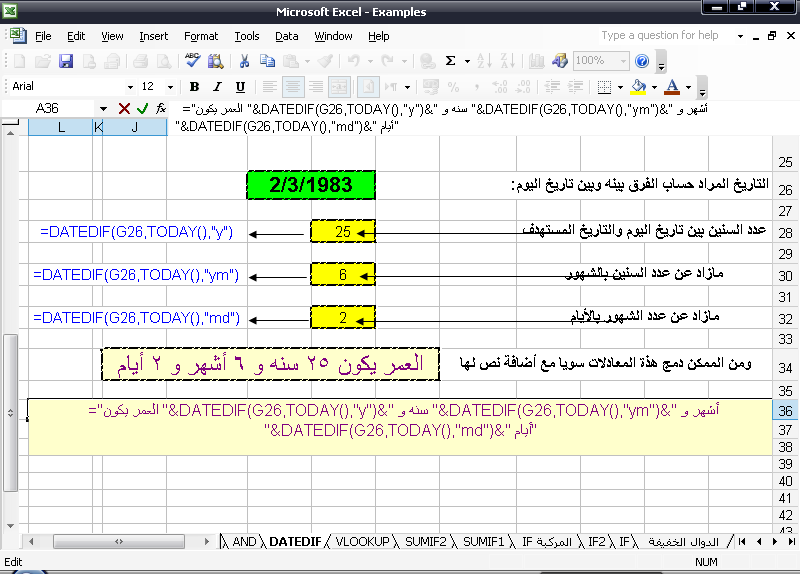 Microsoft Excel - Examples
File Edit View Insert Format Tools Data Window Help Type a question for help
100%
Arial 12 B I U
A36 fx ="العمر يكون "&DATEDIF(G26,TODAY(),"y")&" سنه و "&DATEDIF(G26,TODAY(),"ym")&" أشهر و
"&DATEDIF(G26,TODAY(),"md")&" أيام"
L K J
25
التاريخ المراد حساب الفرق بينه وبين تاريخ اليوم: 2/3/1983 26
27
عدد السنين بين تاريخ اليوم والتاريخ المستهدف 25 =DATEDIF(G26,TODAY(),"y") 28
29
مازاد عن عدد السنين بالشهور 6 =DATEDIF(G26,TODAY(),"ym") 30
31
مازاد عن عدد الشهور بالأيام 2 =DATEDIF(G26,TODAY(),"md") 32
33
ومن الممكن دمج هذة المعادلات سويا مع أضافة نص لها العمر يكون ٢٥ سنه و ٦ أشهر و ٢ أيام 34
35
="العمر يكون "&DATEDIF(G26,TODAY(),"y")&" سنه و "&DATEDIF(G26,TODAY(),"ym")&" أشهر و 36
"&DATEDIF(G26,TODAY(),"md")&" أيام" 37
38
39
40
41
42
43
AND DATEDIF VLOOKUP SUMIF2 SUMIF1 IF المركبة IF2 IF الدوال الخفيفة
Edit NUM